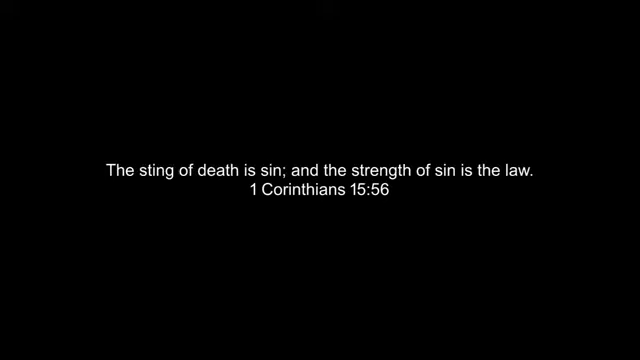 The sting of death is sin; and the strength of sin is the law.
1 Corinthians 15:56